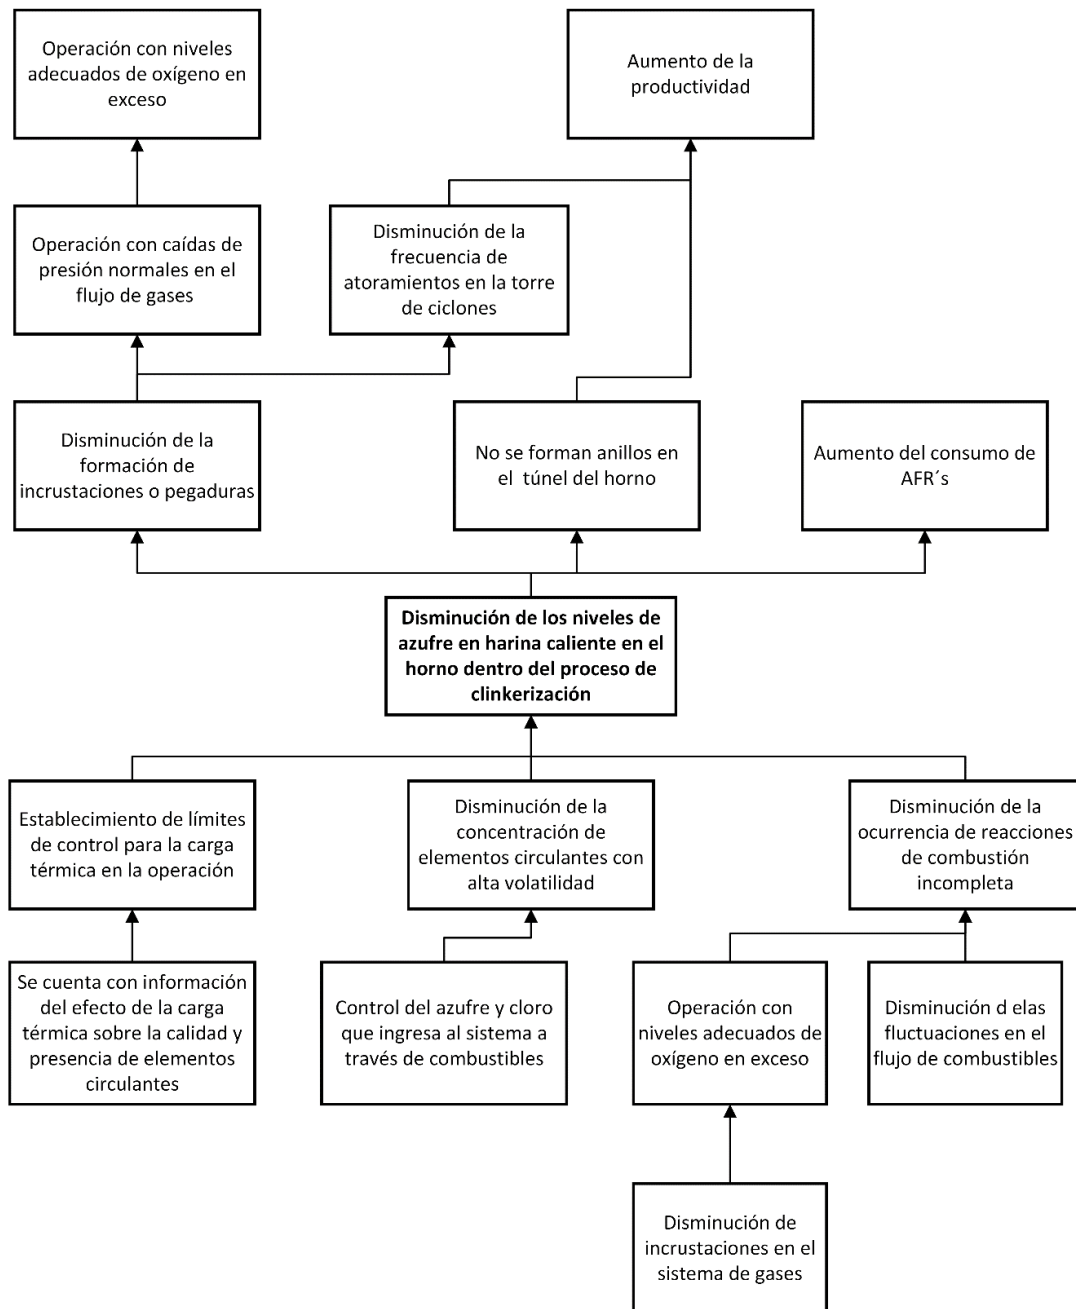 Operación con niveles
adecuados de oxígeno en
exceso
Aumento de la
productividad
Operación con caídas de
presión normales en el
flujo de gases
Disminución de la
frecuencia de
atoramientos en la torre
de ciclones
Disminución de la
formación de
incrustaciones o pegaduras
No se forman anillos en
el túnel del horno
Aumento del consumo de
AFR´s
Disminución de los niveles de
azufre en harina caliente en el
horno dentro del proceso de
clinkerización
Establecimiento de límites
de control para la carga
térmica en la operación
Disminución de la
concentración de
elementos circulantes con
alta volatilidad
Disminución de la
ocurrencia de reacciones
de combustión
incompleta
Se cuenta con información
del efecto de la carga
térmica sobre la calidad y
presencia de elementos
circulantes
Control del azufre y cloro
que ingresa al sistema a
través de combustibles
Operación con
niveles adecuados de
oxígeno en exceso
Disminución d elas
fluctuaciones en el
flujo de combustibles
Disminución de
incrustaciones en el
sistema de gases